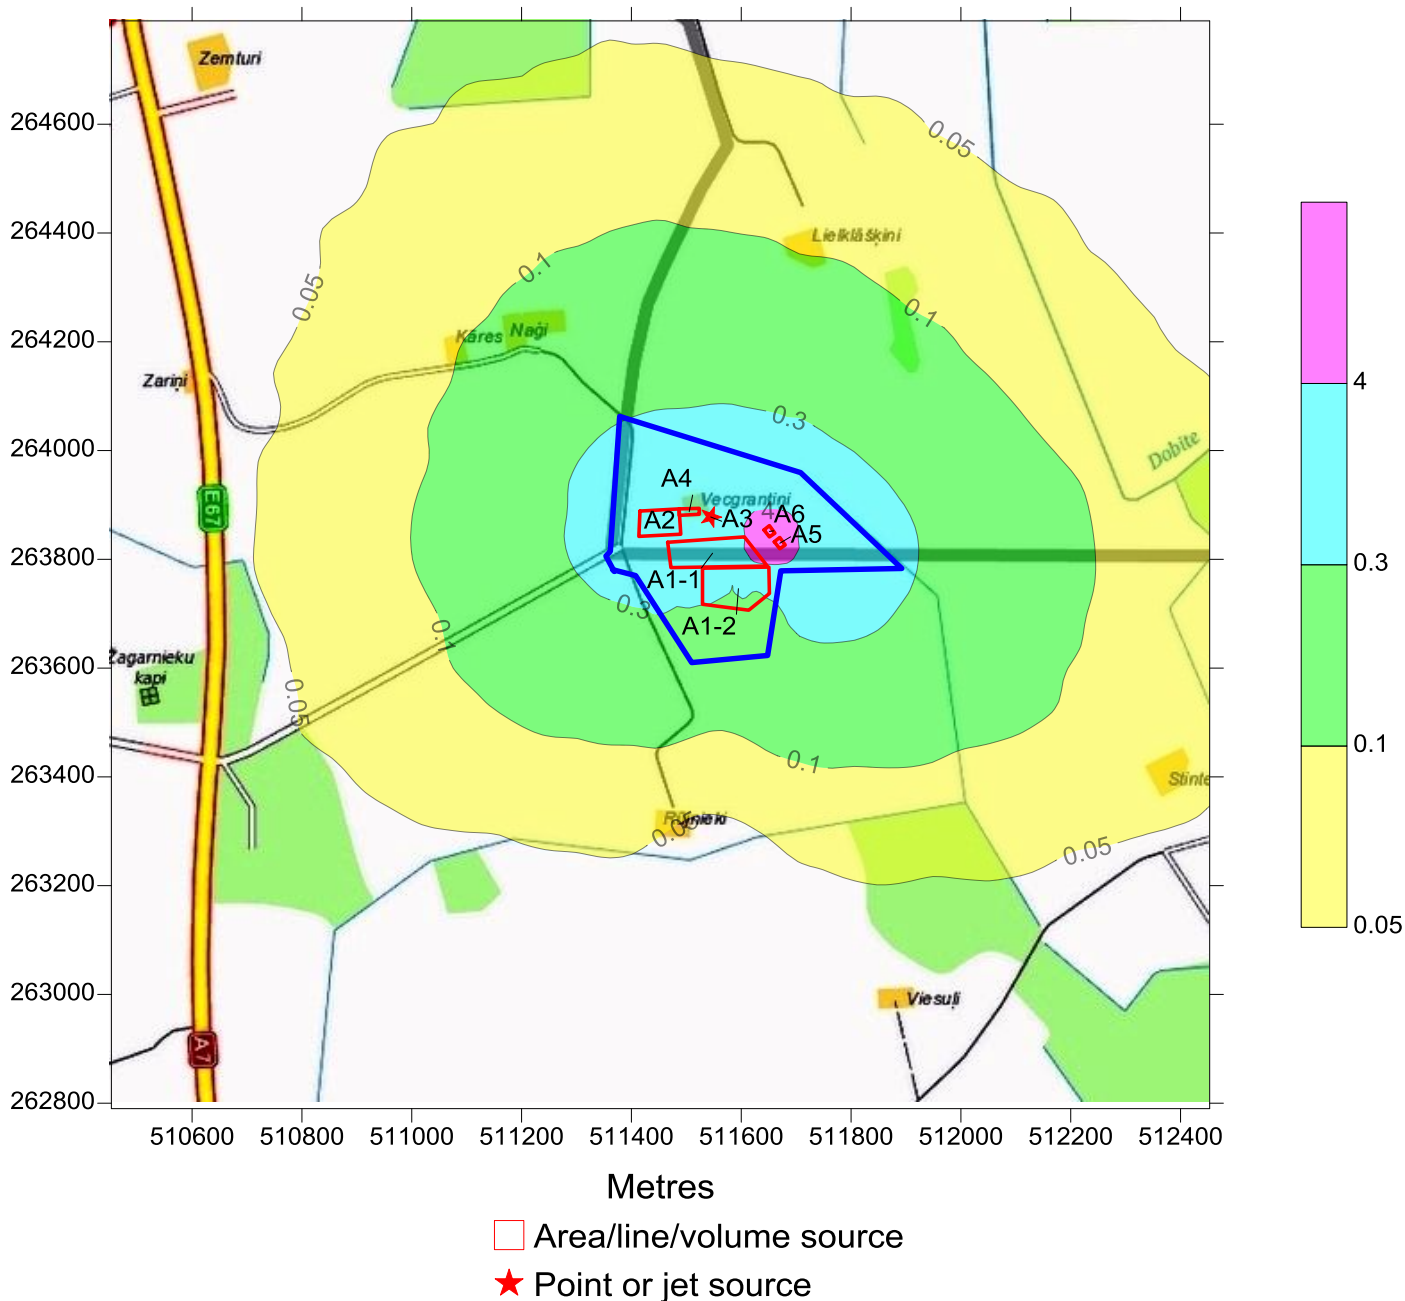 Zemturi
264600
0.05
264400
Lielklāšķini
0.1
0.05
0.1
264200
Kāres
Naģi
Zariņi
4
264000
0.3
Dobite
A4
Vecgrantiņi
E67
A2
A3
4
A6
A5
263800
0.3
A1-1
0.3
A1-2
0.1
263600
Žagarnieku
kapi
0.05
0.1
0.1
263400
Stinte
0.05
0.05
0.05
263200
263000
Viesuļi
A7
262800
510600 510800 511000 511200 511400 511600 511800 512000 512200 512400
Metres
Area/line/volume source
Point or jet source